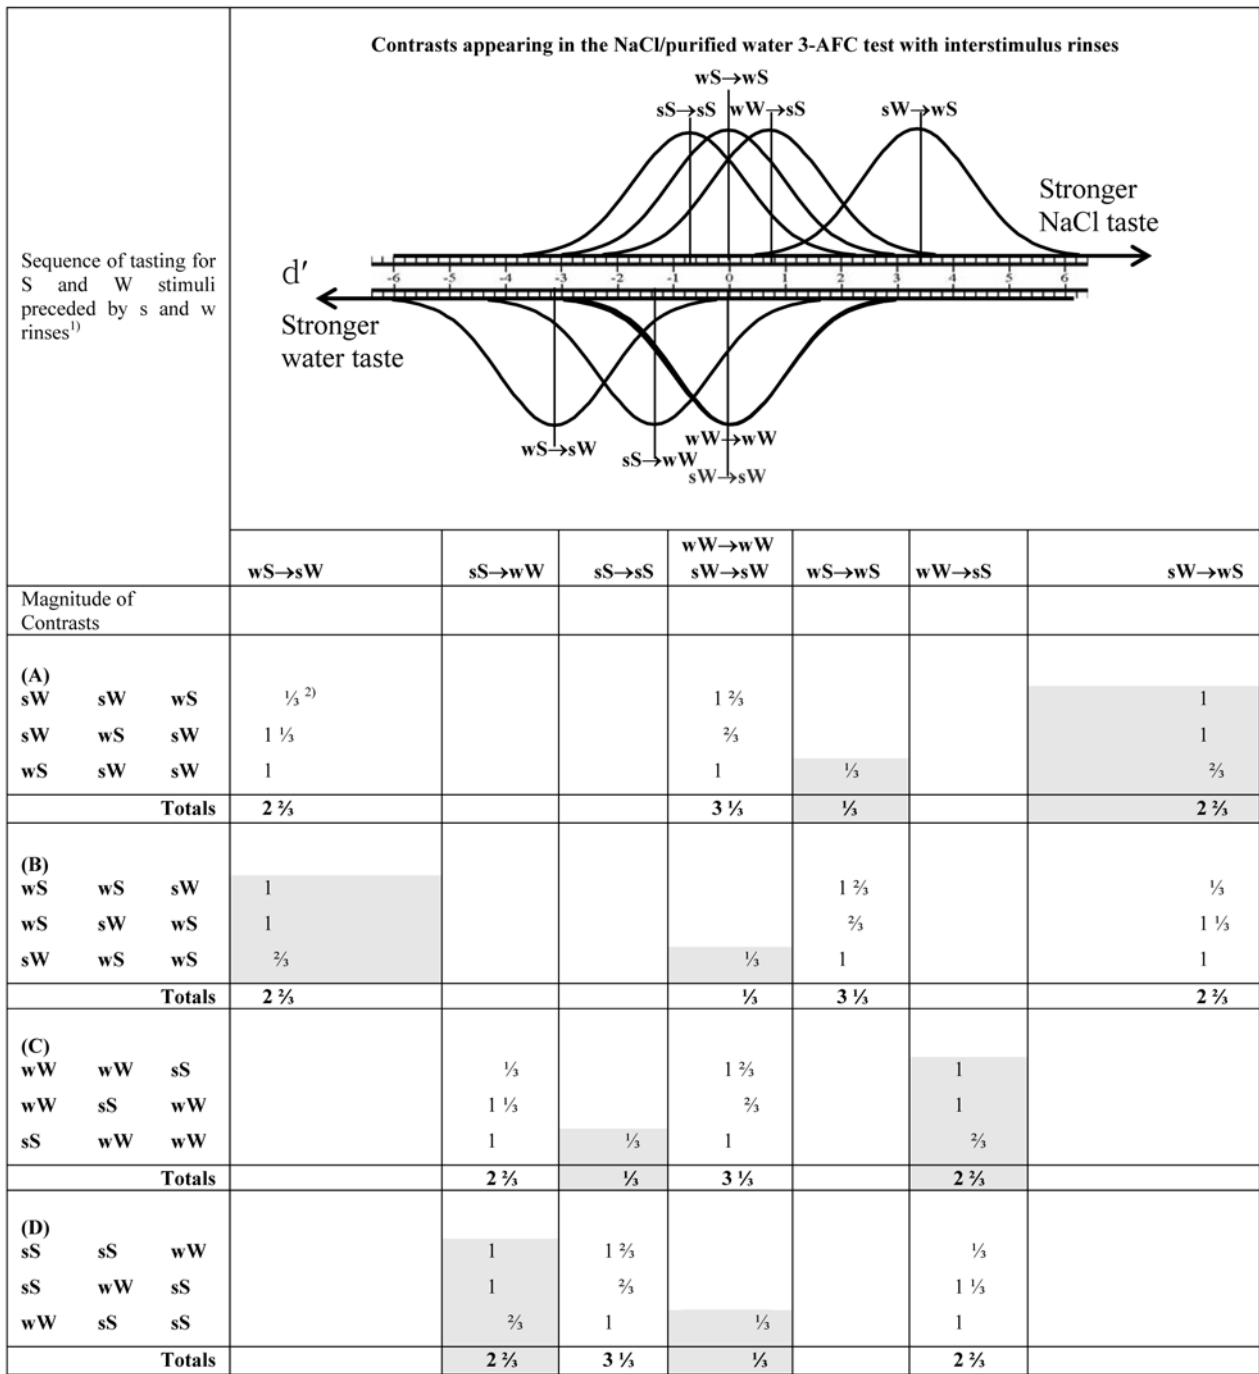 Contrasts appearing in the NaCl/purified water 3-AFC test with interstimulus rinses
wS→wS
sS→sS wW→sS sW→wS
Stronger
NaCl taste
Sequence of tasting for
S and W stimuli
preceded by s and w
rinses1)
d′
-6 -5 -4 -3 -2 -1 0 1 2 3 4 5 6
Stronger
water taste
wS→sW
sS→wW
wW→wW
sW→sW
wW→wW
wS→sW sS→wW sS→sS sW→sW wS→wS wW→sS sW→wS
Magnitude of
Contrasts
(A)
sW sW wS ⅓ 2) 1 ⅔ 1
sW wS sW 1 ⅓ ⅔ 1
wS sW sW 1 1 ⅓ ⅔
Totals 2 ⅔ 3 ⅓ ⅓ 2 ⅔
(B)
wS wS sW 1 1 ⅔ ⅓
wS sW wS 1 ⅔ 1 ⅓
sW wS wS ⅔ ⅓ 1 1
Totals 2 ⅔ ⅓ 3 ⅓ 2 ⅔
(C)
wW wW sS ⅓ 1 ⅔ 1
wW sS wW 1 ⅓ ⅔ 1
sS wW wW 1 ⅓ 1 ⅔
Totals 2 ⅔ ⅓ 3 ⅓ 2 ⅔
(D)
sS sS wW 1 1 ⅔ ⅓
sS wW sS 1 ⅔ 1 ⅓
wW sS sS ⅔ 1 ⅓ 1
Totals 2 ⅔ 3 ⅓ ⅓ 2 ⅔